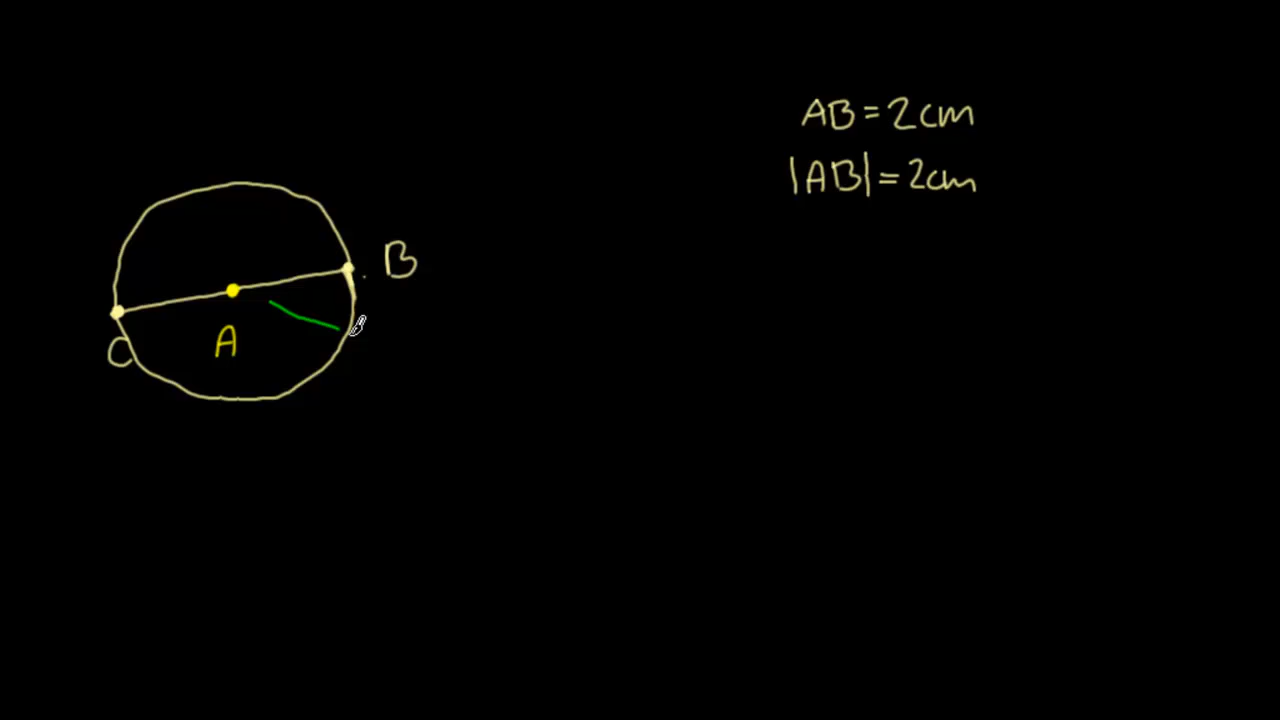 AB = 2cm
|AB| = 2cm
B
A
C